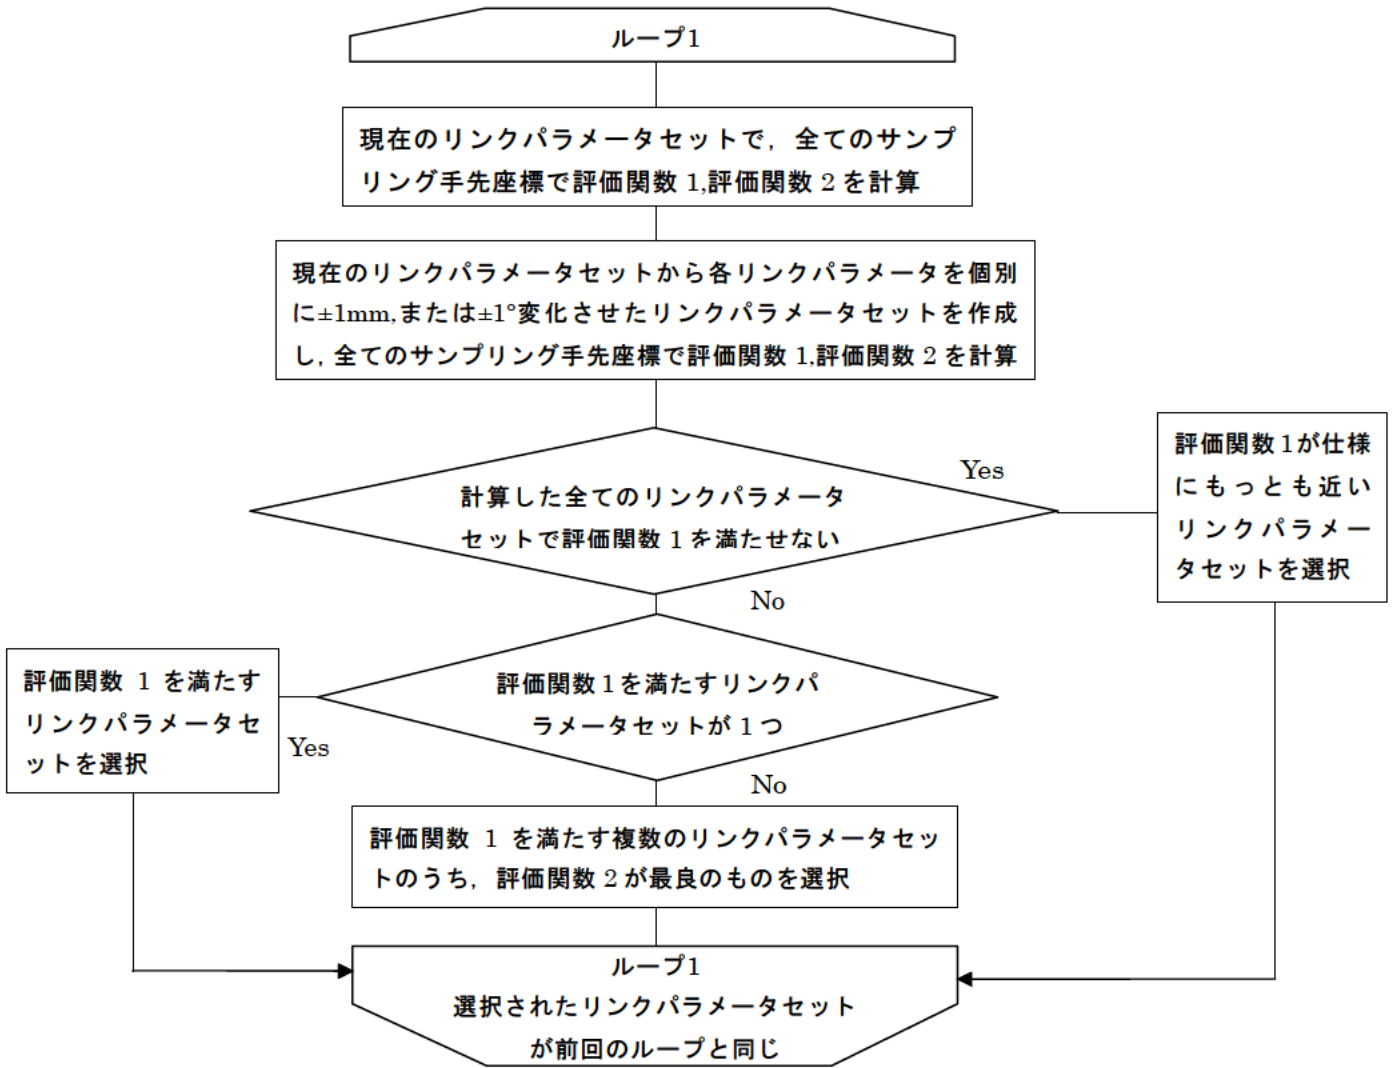 ループ1
現在のリンクパラメータセットで，全てのサンプ
リング手先座標で評価関数 1,評価関数 2 を計算
現在のリンクパラメータセットから各リンクパラメータを個別
に±1mm,または±1°変化させたリンクパラメータセットを作成
し，全てのサンプリング手先座標で評価関数 1,評価関数 2 を計算
計算した全てのリンクパラメータ
セットで評価関数 1 を満たせない
Yes
評価関数1が仕様
にもっとも近い
リンクパラメー
タセットを選択
No
評価関数1を満たすリンクパ
ラメータセットが 1 つ
Yes
評価関数 1 を満たす
リンクパラメータセ
ットを選択
No
評価関数 1 を満たす複数のリンクパラメータセッ
トのうち，評価関数 2 が最良のものを選択
ループ1
選択されたリンクパラメータセット
が前回のループと同じ